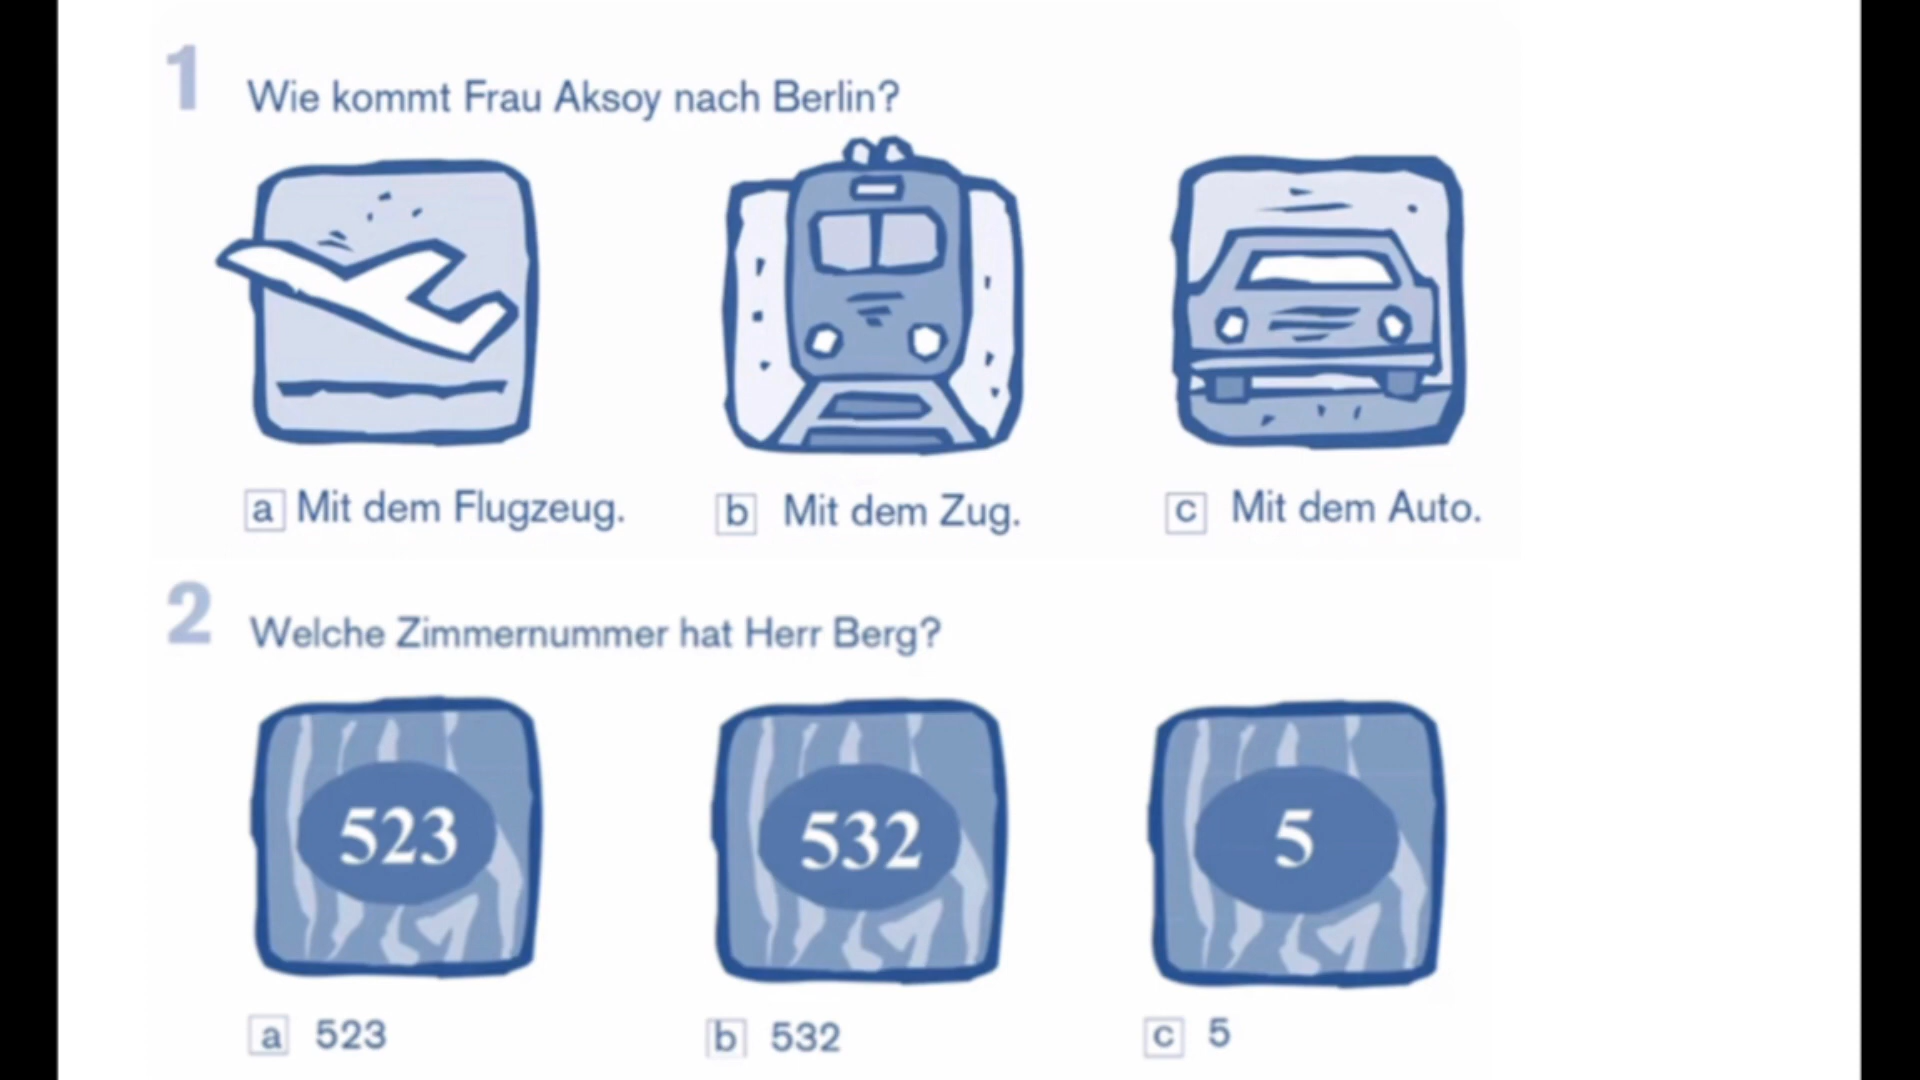 1 Wie kommt Frau Aksoy nach Berlin?
a Mit dem Flugzeug. b Mit dem Zug. c Mit dem Auto.
2 Welche Zimmernummer hat Herr Berg?
523 532 5
a 523 b 532 c 5